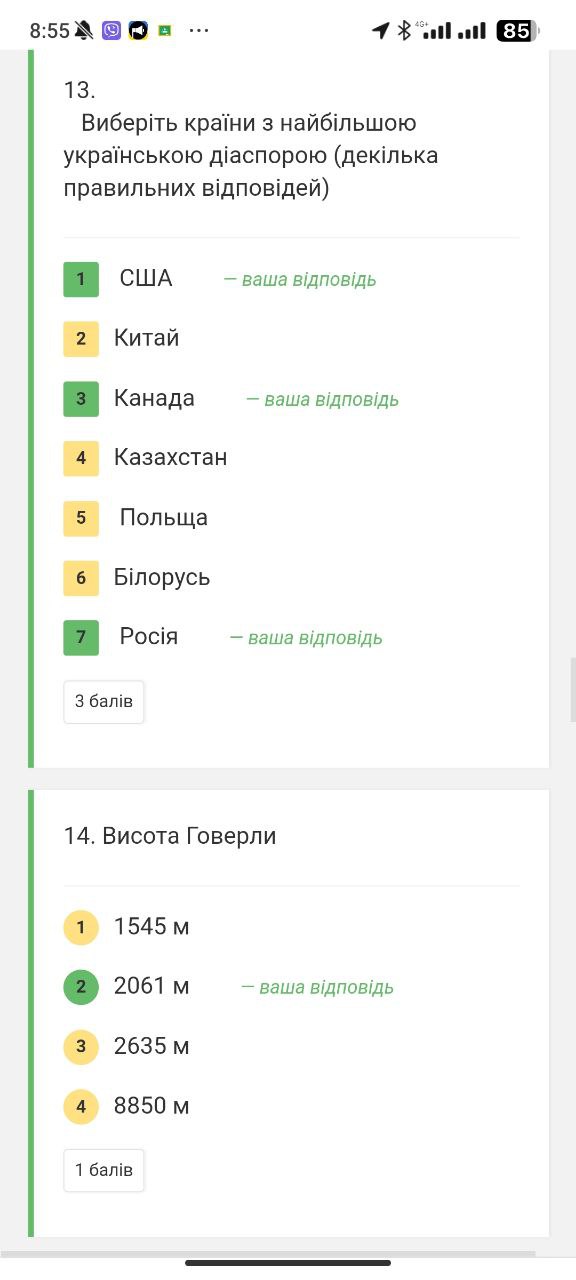 8:55
4G+
85
13.
Виберіть країни з найбільшою
українською діаспорою (декілька
правильних відповідей)
1 США — ваша відповідь
2 Китай
3 Канада — ваша відповідь
4 Казахстан
5 Польща
6 Білорусь
7 Росія — ваша відповідь
3 балів
14. Висота Говерли
1 1545 м
2 2061 м — ваша відповідь
3 2635 м
4 8850 м
1 балів